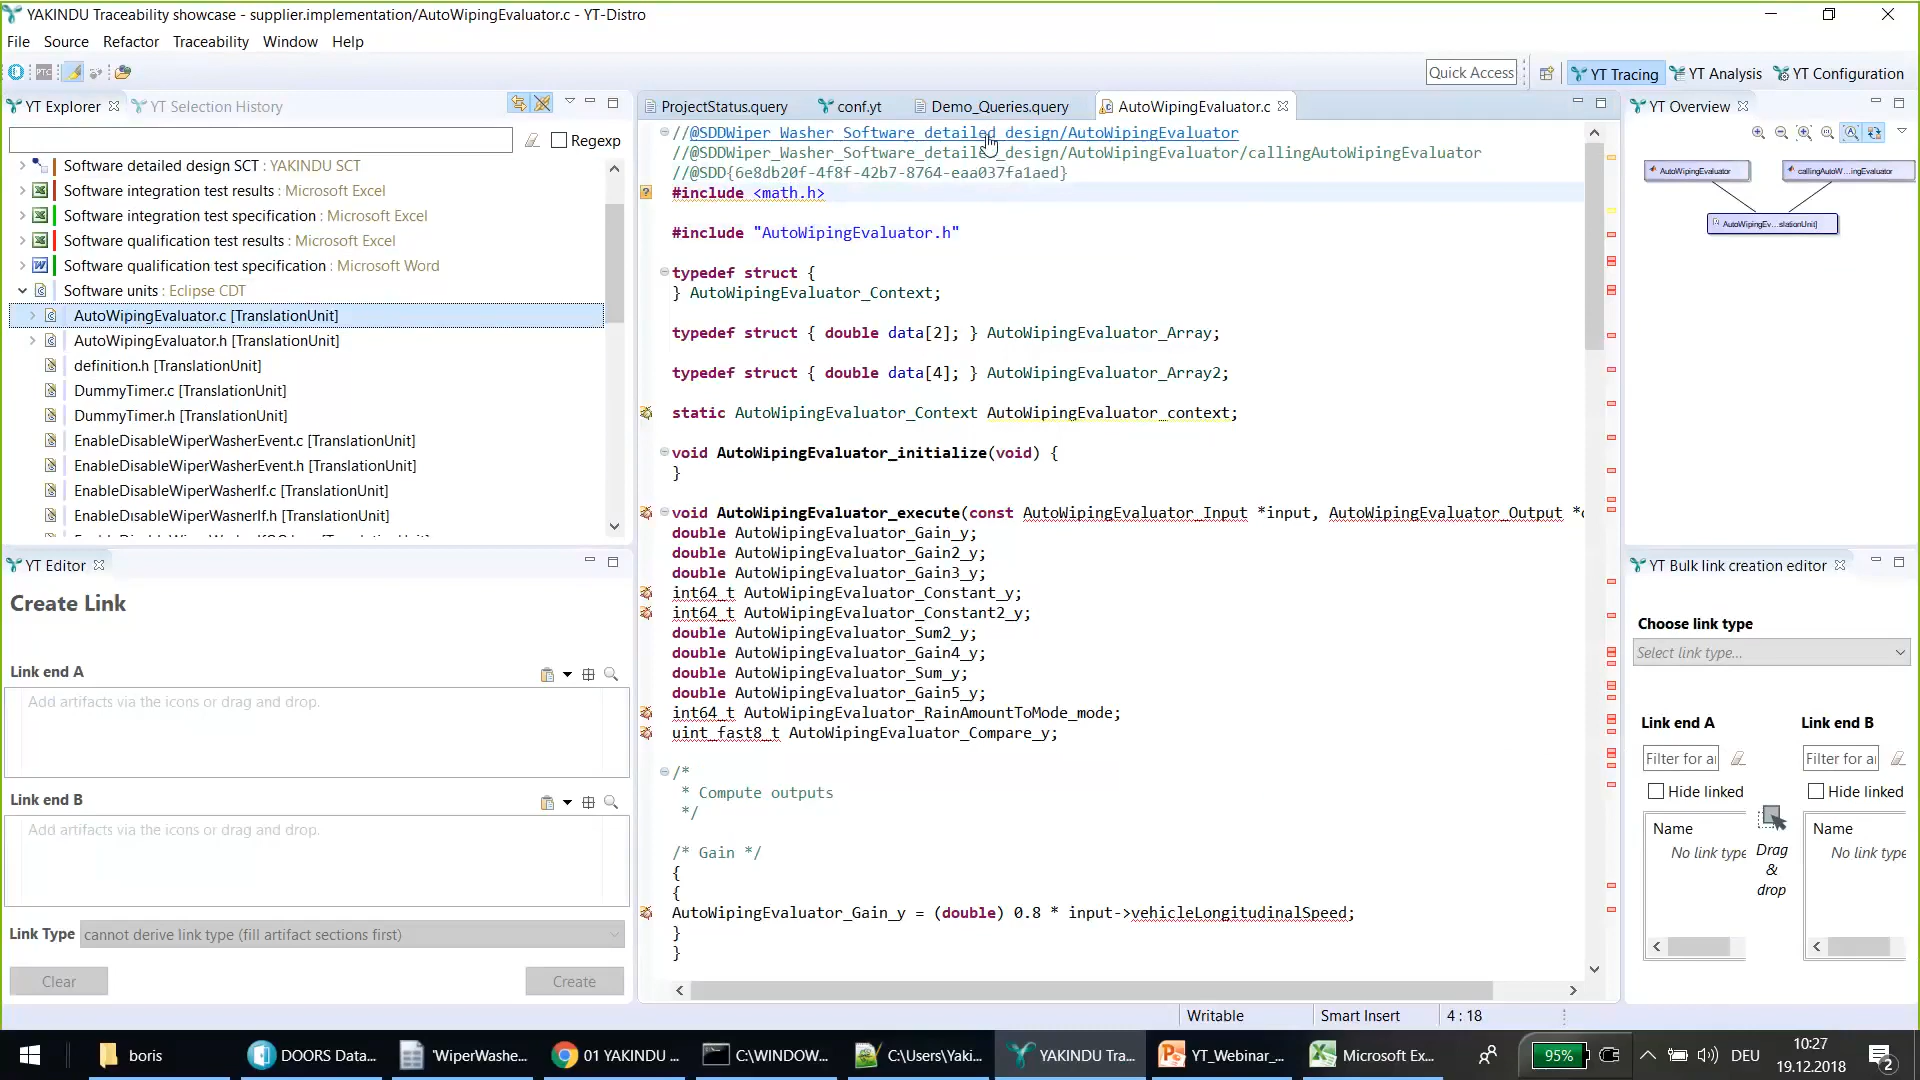 YAKINDU Traceability showcase - supplier.implementation/AutoWipingEvaluator.c - YT-Distro
File Source Refactor Traceability Window Help
PTC
Quick Access YT Tracing YT Analysis YT Configuration
YT Explorer YT Selection History
Regexp
Software detailed design SCT : YAKINDU SCT
Software integration test results : Microsoft Excel
Software integration test specification : Microsoft Excel
Software qualification test results : Microsoft Excel
Software qualification test specification : Microsoft Word
Software units : Eclipse CDT
AutoWipingEvaluator.c [TranslationUnit]
AutoWipingEvaluator.h [TranslationUnit]
definition.h [TranslationUnit]
DummyTimer.c [TranslationUnit]
DummyTimer.h [TranslationUnit]
EnableDisableWiperWasherEvent.c [TranslationUnit]
EnableDisableWiperWasherEvent.h [TranslationUnit]
EnableDisableWiperWasherIf.c [TranslationUnit]
EnableDisableWiperWasherIf.h [TranslationUnit]
YT Editor
Create Link
Link end A
Add artifacts via the icons or drag and drop.
Link end B
Add artifacts via the icons or drag and drop.
Link Type cannot derive link type (fill artifact sections first)
Clear Create
ProjectStatus.query conf.yt Demo_Queries.query AutoWipingEvaluator.c
//@SDDWiper_Washer_Software_detailed_design/AutoWipingEvaluator
//@SDDWiper_Washer_Software_detailed_design/AutoWipingEvaluator/callingAutoWipingEvaluator
//@SDD{6e8db20f-4f8f-42b7-8764-eaa037fa1aed}
#include <math.h>
#include "AutoWipingEvaluator.h"
typedef struct {
} AutoWipingEvaluator_Context;
typedef struct { double data[2]; } AutoWipingEvaluator_Array;
typedef struct { double data[4]; } AutoWipingEvaluator_Array2;
static AutoWipingEvaluator_Context AutoWipingEvaluator_context;
void AutoWipingEvaluator_initialize(void) {
}
void AutoWipingEvaluator_execute(const AutoWipingEvaluator_Input *input, AutoWipingEvaluator_Output *
double AutoWipingEvaluator_Gain_y;
double AutoWipingEvaluator_Gain2_y;
double AutoWipingEvaluator_Gain3_y;
int64_t AutoWipingEvaluator_Constant_y;
int64_t AutoWipingEvaluator_Constant2_y;
double AutoWipingEvaluator_Sum2_y;
double AutoWipingEvaluator_Gain4_y;
double AutoWipingEvaluator_Sum_y;
double AutoWipingEvaluator_Gain5_y;
int64_t AutoWipingEvaluator_RainAmountToMode_mode;
uint_fast8_t AutoWipingEvaluator_Compare_y;
/*
* Compute outputs
*/
/* Gain */
{
{
AutoWipingEvaluator_Gain_y = (double) 0.8 * input->vehicleLongitudinalSpeed;
}
}
YT Overview
AutoWipingEvaluator callingAutoW...ingEvaluator
AutoWipingEv...slationUnit]
YT Bulk link creation editor
Choose link type
Select link type...
Link end A Link end B
Filter for ar Filter for ar
Hide linked Hide linked
Name Name
No link type No link type
Drag
&
drop
Writable Smart Insert 4 : 18
boris DOORS Data... 'WiperWashe... 01 YAKINDU ... C:\WINDOW... C:\Users\Yaki... YAKINDU Tra... YT_Webinar_... Microsoft Ex... 95% DEU 10:27
19.12.2018 2